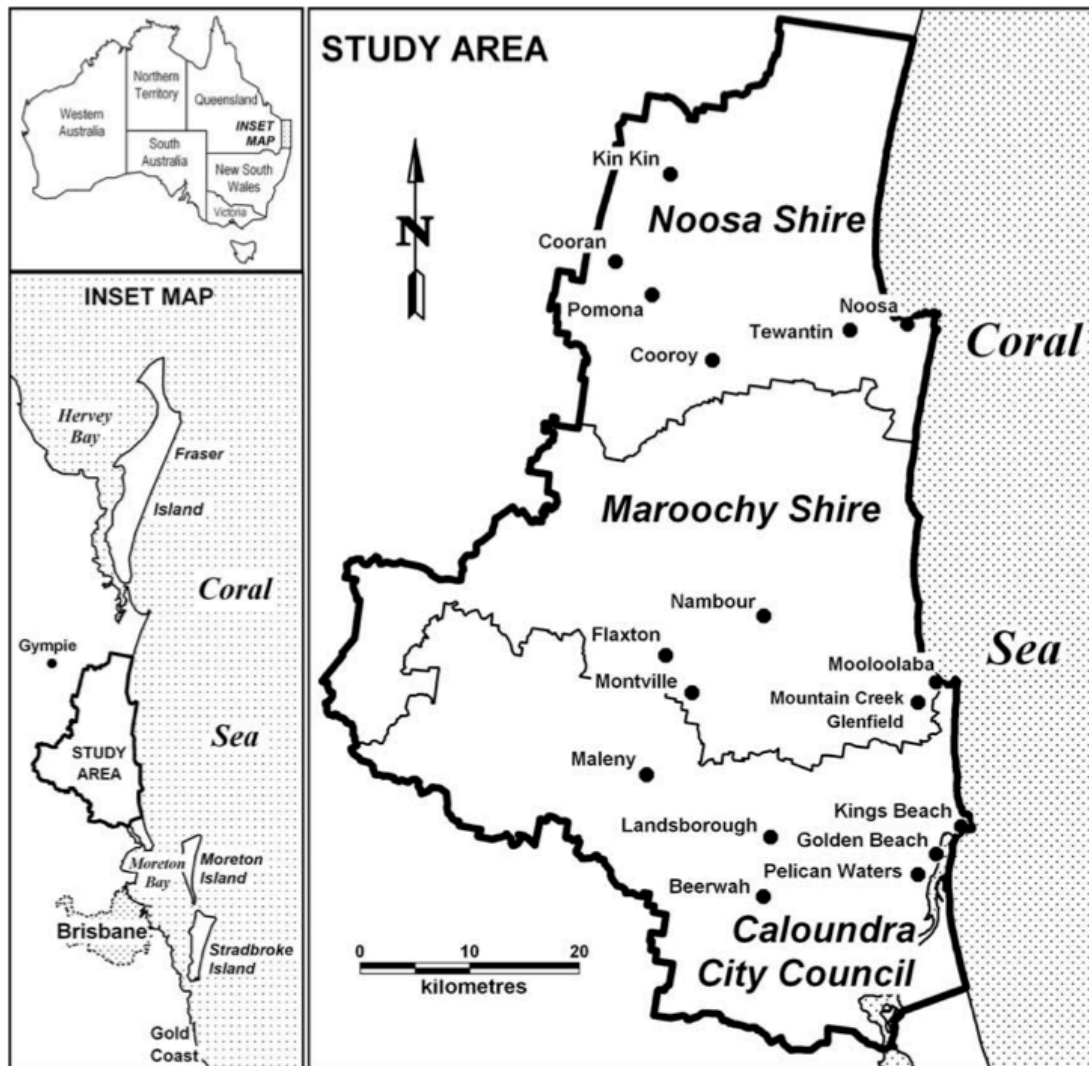 Western
Australia
Northern
Territory
Queensland
INSET
MAP
South
Australia
New South
Wales
Victoria
INSET MAP
Hervey
Bay
Fraser
Island
Coral
Gympie
Sea
STUDY
AREA
Moreton
Bay
Moreton
Island
Brisbane
Stradbroke
Island
Gold
Coast
STUDY AREA
N
Kin Kin
Noosa Shire
Cooran
Pomona
Noosa
Tewantin
Cooroy
Coral
Maroochy Shire
Nambour
Flaxton
Sea
Mooloolaba
Montville
Mountain Creek
Glenfield
Maleny
Kings Beach
Landsborough
Golden Beach
Pelican Waters
Beerwah
Caloundra
City Council
0 10 20
kilometres